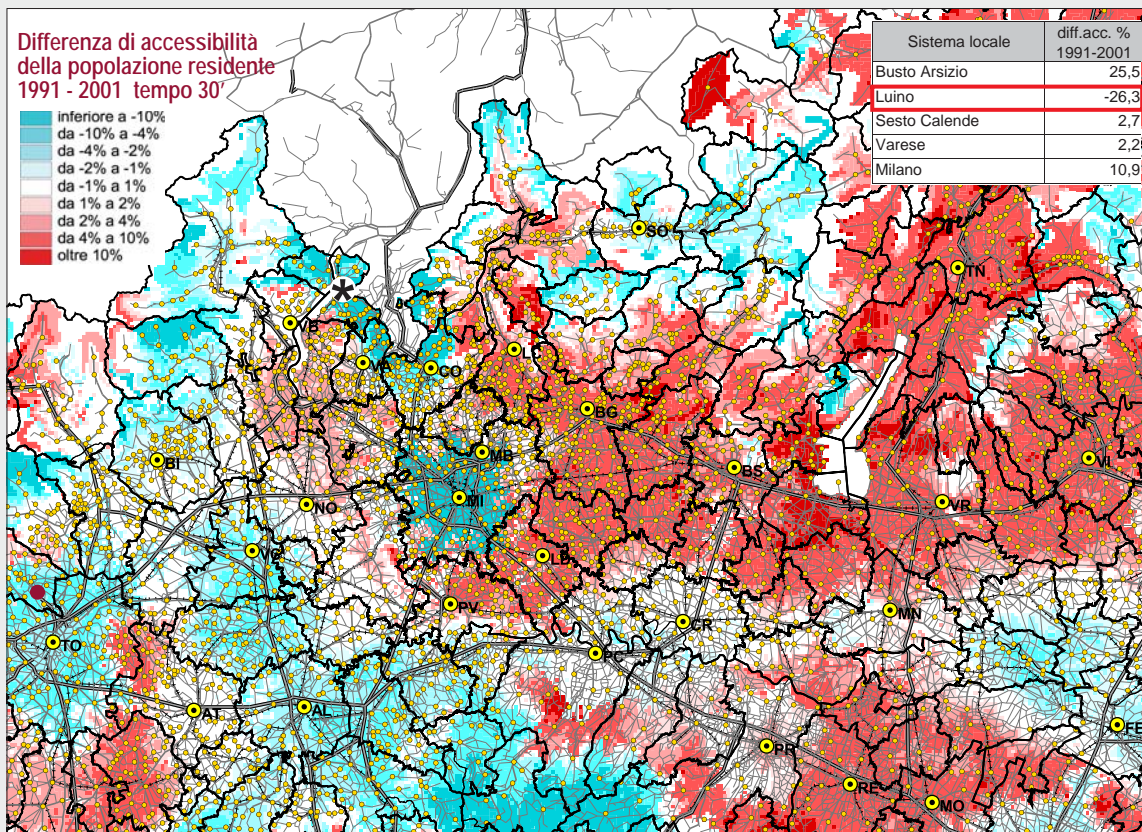 Differenza di accessibilità
della popolazione residente
1991 - 2001 tempo 30'
inferiore a -10%
da -10% a -4%
da -4% a -2%
da -2% a -1%
da -1% a 1%
da 1% a 2%
da 2% a 4%
da 4% a 10%
oltre 10%
Sistema locale diff.acc. %
1991-2001
Busto Arsizio 25,5
Luino -26,3
Sesto Calende 2,7
Varese 2,2
Milano 10,9
SO
TN
VB
*
VA
CO
BG
MB
BI
BS
VI
MI
NO
VR
LO
PV
MN
CR
TO
AT
AL
FE
PR
RE
MO